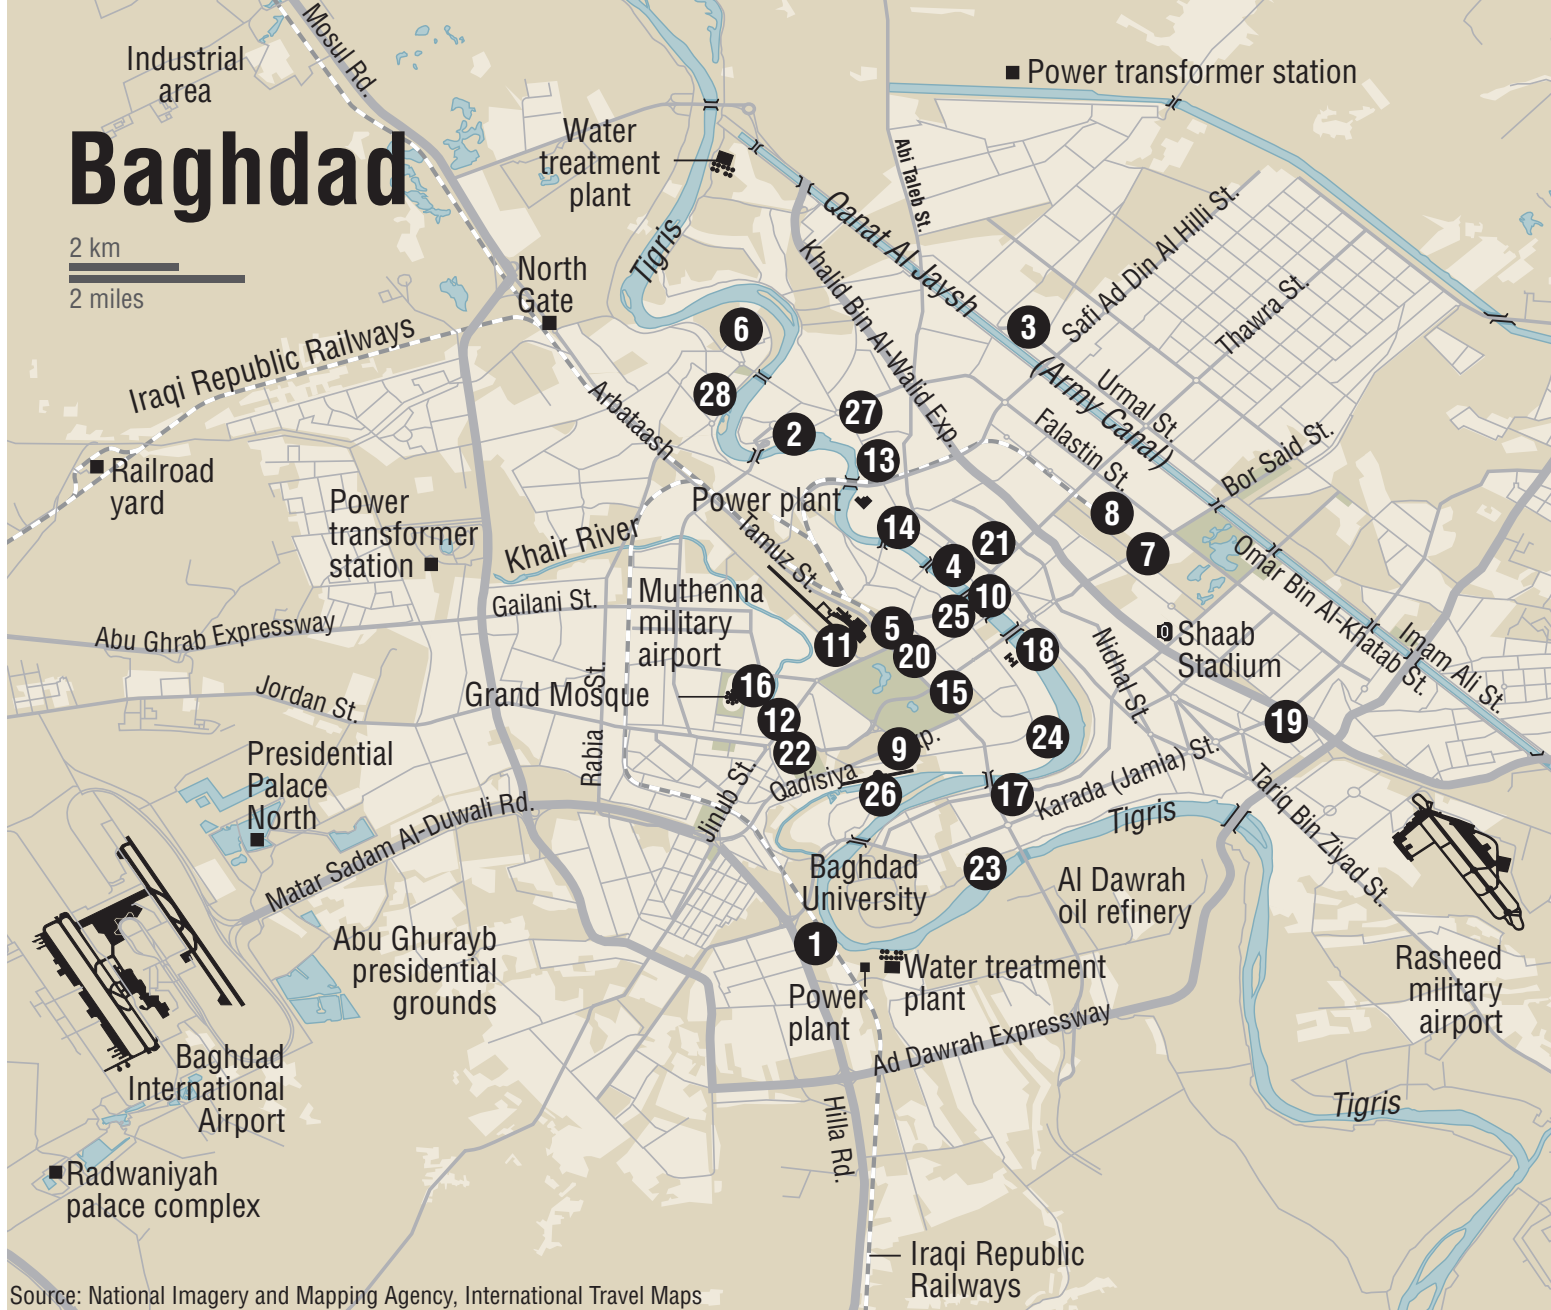 Mosul Rd.
Industrial
area
Baghdad
2 km
2 miles
Power transformer station
Water
treatment
plant
Abi Taleb St.
Qanat Al Jaysh
(Army Canal)
Tigris
Khalid Bin Al-Walid Exp.
Safi Ad Din Al Hilli St.
Thawra St.
North
Gate
Iraqi Republic Railways
6
3
28
27
2
13
Urmal St.
Falastin St.
Bor Said St.
Arbataash
Railroad
yard
Power
transformer
station
Power plant
Khair River
Tamuz St.
14
8
21
7
4
10
25
Omar Bin Al-Khatab St.
Imam Ali St.
Gailani St.
Abu Ghrab Expressway
Muthenna
military
airport
5
11
20
18
Nidhal St.
Shaab
Stadium
Grand Mosque
16
15
12
22
9
24
19
Jordan St.
Rabia St.
Presidential
Palace
North
Qadisiya xp.
26
17
Karada (Jamia) St.
Tariq Bin Ziyad St.
Jinub St.
Matar Sadam Al-Duwali Rd.
Tigris
Baghdad
University
23
Al Dawrah
oil refinery
Abu Ghurayb
presidential
grounds
1
Water treatment
plant
Power
plant
Rasheed
military
airport
Ad Dawrah Expressway
Baghdad
International
Airport
Hilla Rd.
Tigris
Radwaniyah
palace complex
Iraqi Republic
Railways
Source: National Imagery and Mapping Agency, International Travel Maps